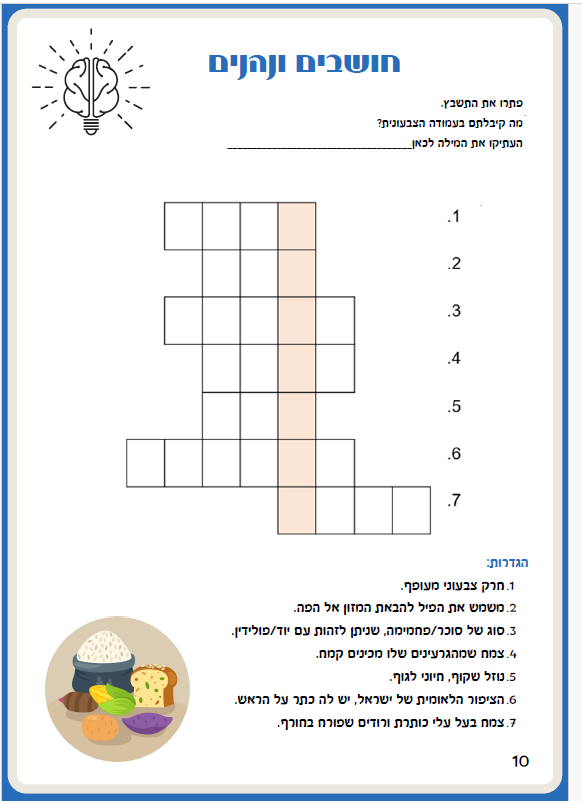 חושבים ונהנים
פתרו את התשבץ.
מה קיבלתם בעמודה הצבעונית?
העתיקו את המילה לכאן___________________________________
1.
2.
3.
4.
5.
6.
7.
הגדרות:
1. חרק צבעוני מעופף.
2. משמש את הפיל להבאת המזון אל הפה.
3. סוג של סוכר/פחמימה, שניתן לזהות עם יוד/פולידין.
4. צמח שמהגרעינים שלו מכינים קמח.
5. נוזל שקוף, חיוני לגוף.
6. הציפור הלאומית של ישראל, יש לה כתר על הראש.
7. צמח בעל עלי כותרת ורודים שפורח בחורף.
10